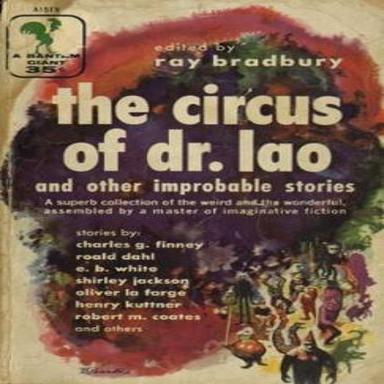 A1519
A BANTAM
GIANT
35¢
edited by
ray bradbury
the circus
of dr. lao
and other improbable stories
A superb collection of the weird and the wonderful,
assembled by a master of imaginative fiction
stories by:
charles g. finney
roald dahl
e. b. white
shirley jackson
oliver la farge
henry kuttner
robert m. coates
and others